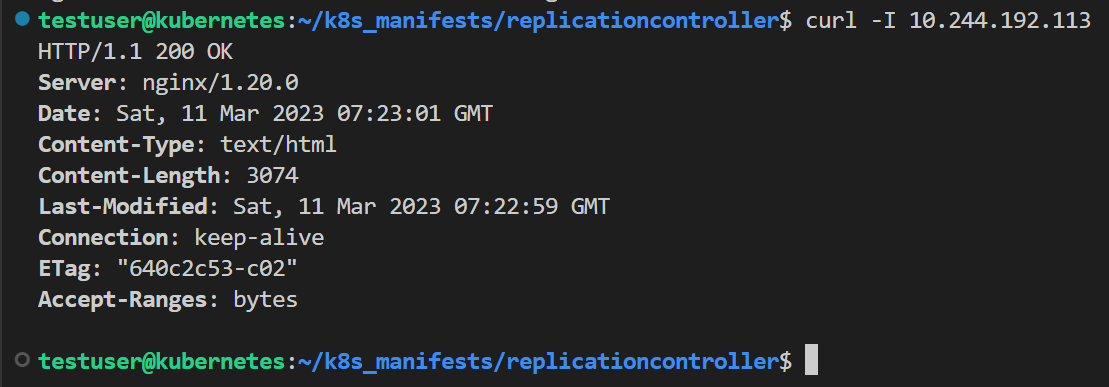 testuser@kubernetes:~/k8s_manifests/replicationcontroller$ curl -I 10.244.192.113
HTTP/1.1 200 OK
Server: nginx/1.20.0
Date: Sat, 11 Mar 2023 07:23:01 GMT
Content-Type: text/html
Content-Length: 3074
Last-Modified: Sat, 11 Mar 2023 07:22:59 GMT
Connection: keep-alive
ETag: "640c2c53-c02"
Accept-Ranges: bytes
testuser@kubernetes:~/k8s_manifests/replicationcontroller$